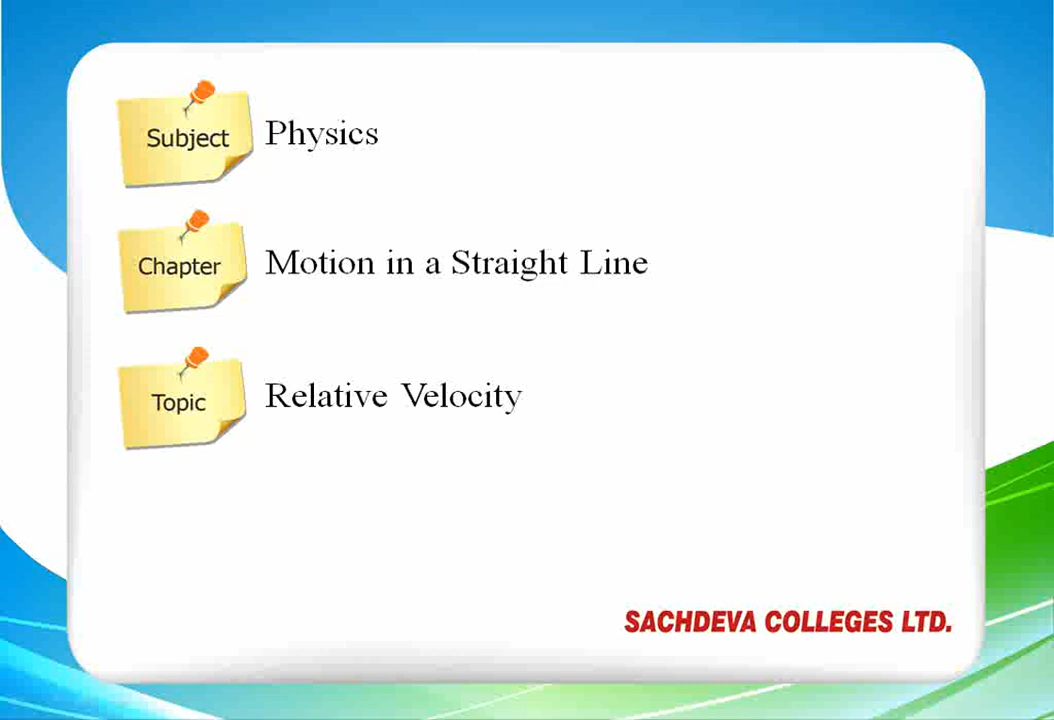 Subject Physics
Chapter Motion in a Straight Line
Topic Relative Velocity
SACHDEVA COLLEGES LTD.